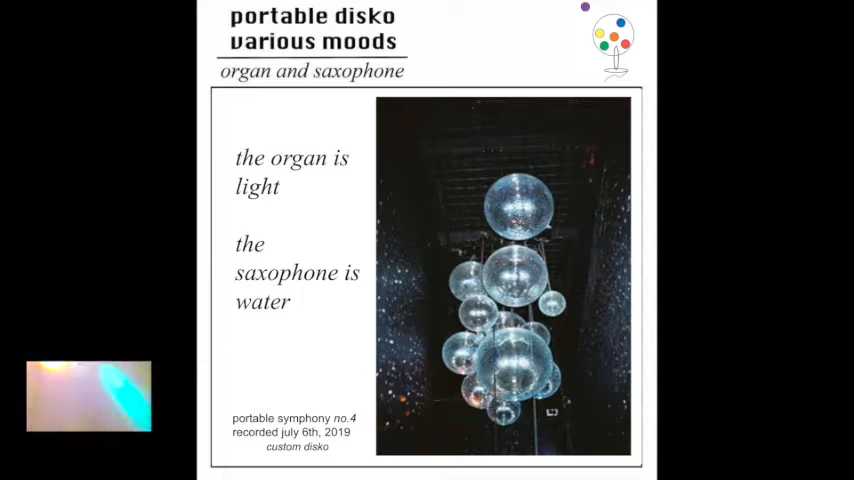 portable disko
various moods
organ and saxophone
the organ is
light
the
saxophone is
water
portable symphony no.4
recorded july 6th, 2019
custom disko